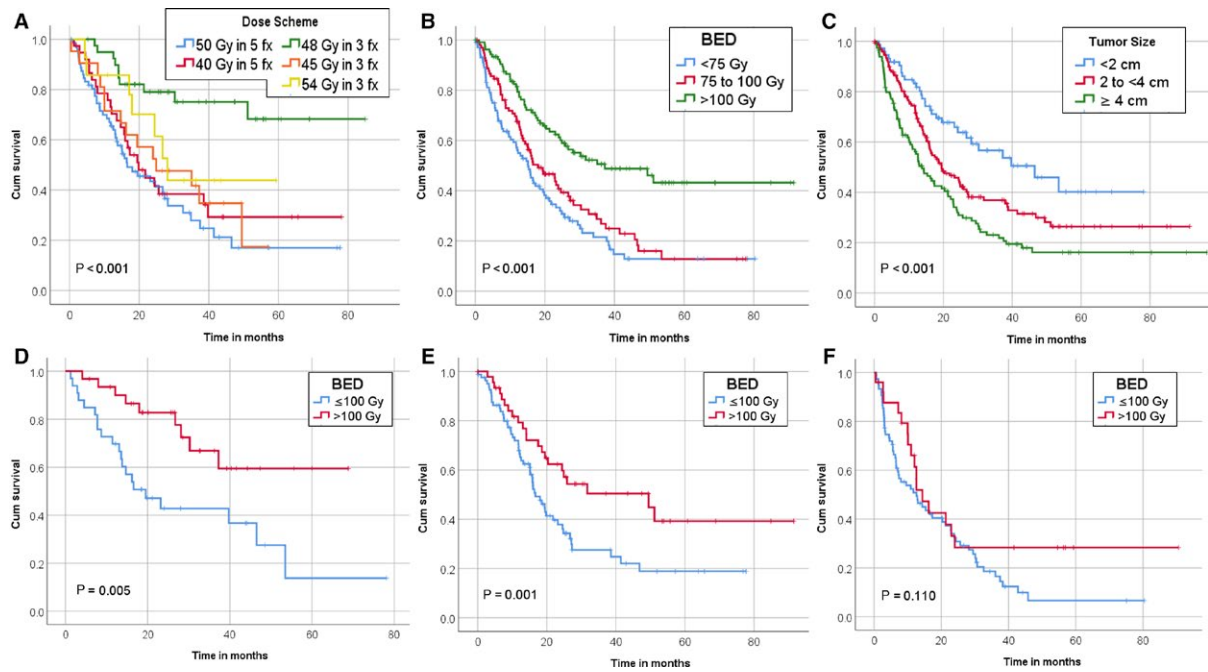 A
Dose Scheme
50 Gy in 5 fx 48 Gy in 3 fx
40 Gy in 5 fx 45 Gy in 3 fx
54 Gy in 3 fx
Cum survival
1.0
0.8
0.6
0.4
0.2
0.0
P < 0.001
0 20 40 60 80
Time in months
B
BED
<75 Gy
75 to 100 Gy
>100 Gy
Cum survival
1.0
0.8
0.6
0.4
0.2
0.0
P < 0.001
0 20 40 60 80
Time in months
C
Tumor Size
<2 cm
2 to <4 cm
≥ 4 cm
Cum survival
1.0
0.8
0.6
0.4
0.2
0.0
P < 0.001
0 20 40 60 80
Time in months
D
BED
≤100 Gy
>100 Gy
Cum survival
1.0
0.8
0.6
0.4
0.2
0.0
P = 0.005
0 20 40 60 80
Time in months
E
BED
≤100 Gy
>100 Gy
Cum survival
1.0
0.8
0.6
0.4
0.2
0.0
P = 0.001
0 20 40 60 80
Time in months
F
BED
≤100 Gy
>100 Gy
Cum survival
1.0
0.8
0.6
0.4
0.2
0.0
P = 0.110
0 20 40 60 80
Time in months